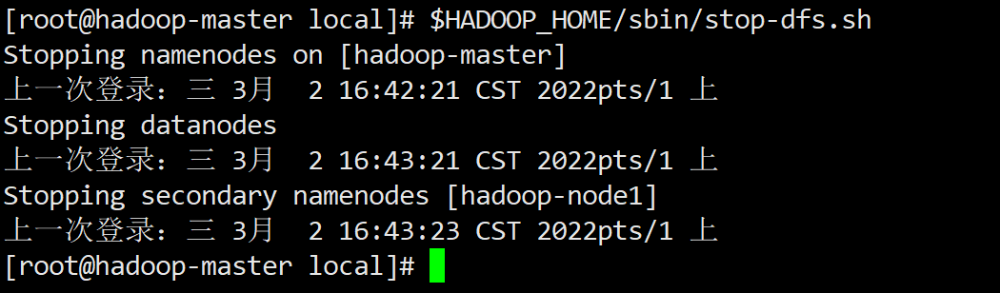 [root@hadoop-master local]# $HADOOP_HOME/sbin/stop-dfs.sh
Stopping namenodes on [hadoop-master]
上一次登录：三 3月  2 16:42:21 CST 2022pts/1 上
Stopping datanodes
上一次登录：三 3月  2 16:43:21 CST 2022pts/1 上
Stopping secondary namenodes [hadoop-node1]
上一次登录：三 3月  2 16:43:23 CST 2022pts/1 上
[root@hadoop-master local]#